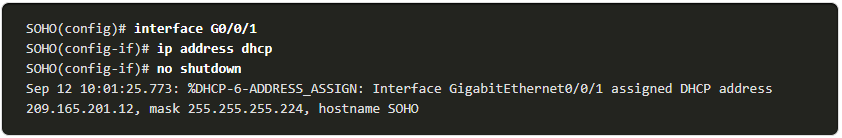 SOHO(config)# interface G0/0/1
SOHO(config-if)# ip address dhcp
SOHO(config-if)# no shutdown
Sep 12 10:01:25.773: %DHCP-6-ADDRESS_ASSIGN: Interface GigabitEthernet0/0/1 assigned DHCP address
209.165.201.12, mask 255.255.255.224, hostname SOHO